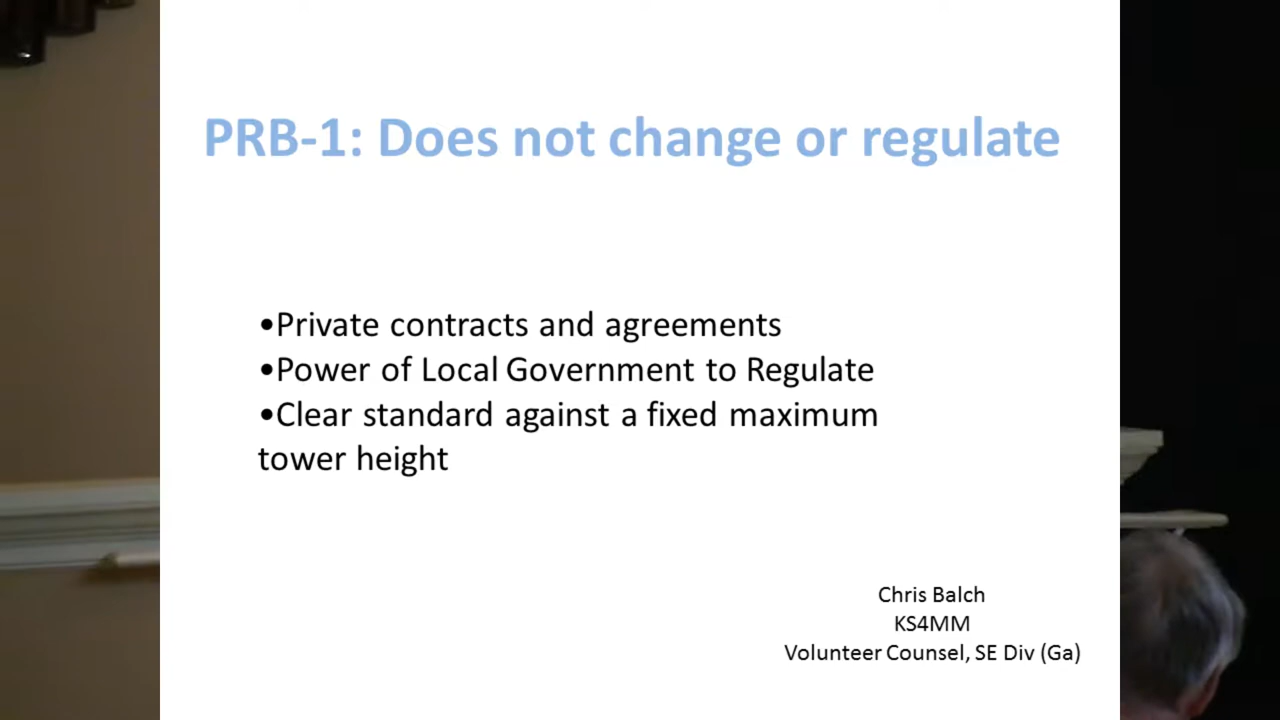 PRB-1: Does not change or regulate
•Private contracts and agreements
•Power of Local Government to Regulate
•Clear standard against a fixed maximum
tower height
Chris Balch
KS4MM
Volunteer Counsel, SE Div (Ga)